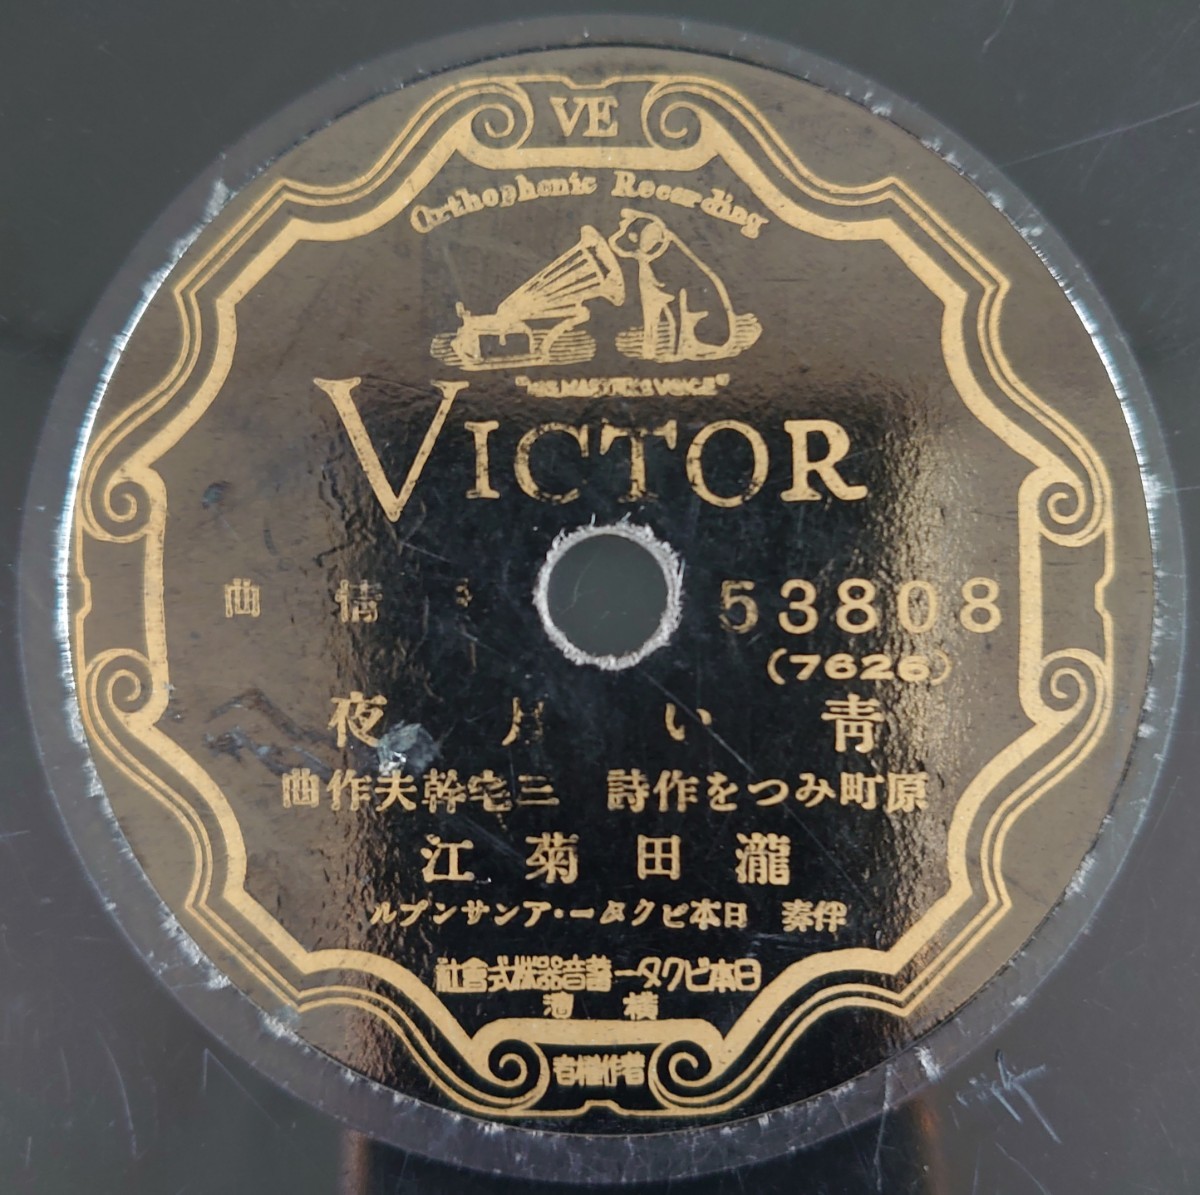 VE
Orthophonic Recording
"HIS MASTER'S VOICE"
VICTOR
53808
(7626)
情曲
青い月夜
原町みつを作詩 三宅幹夫作曲
瀧田菊江
伴奏 日本ビクター・アンサンブル
日本ビクター蓄音器株式會社
横濱
著作權者